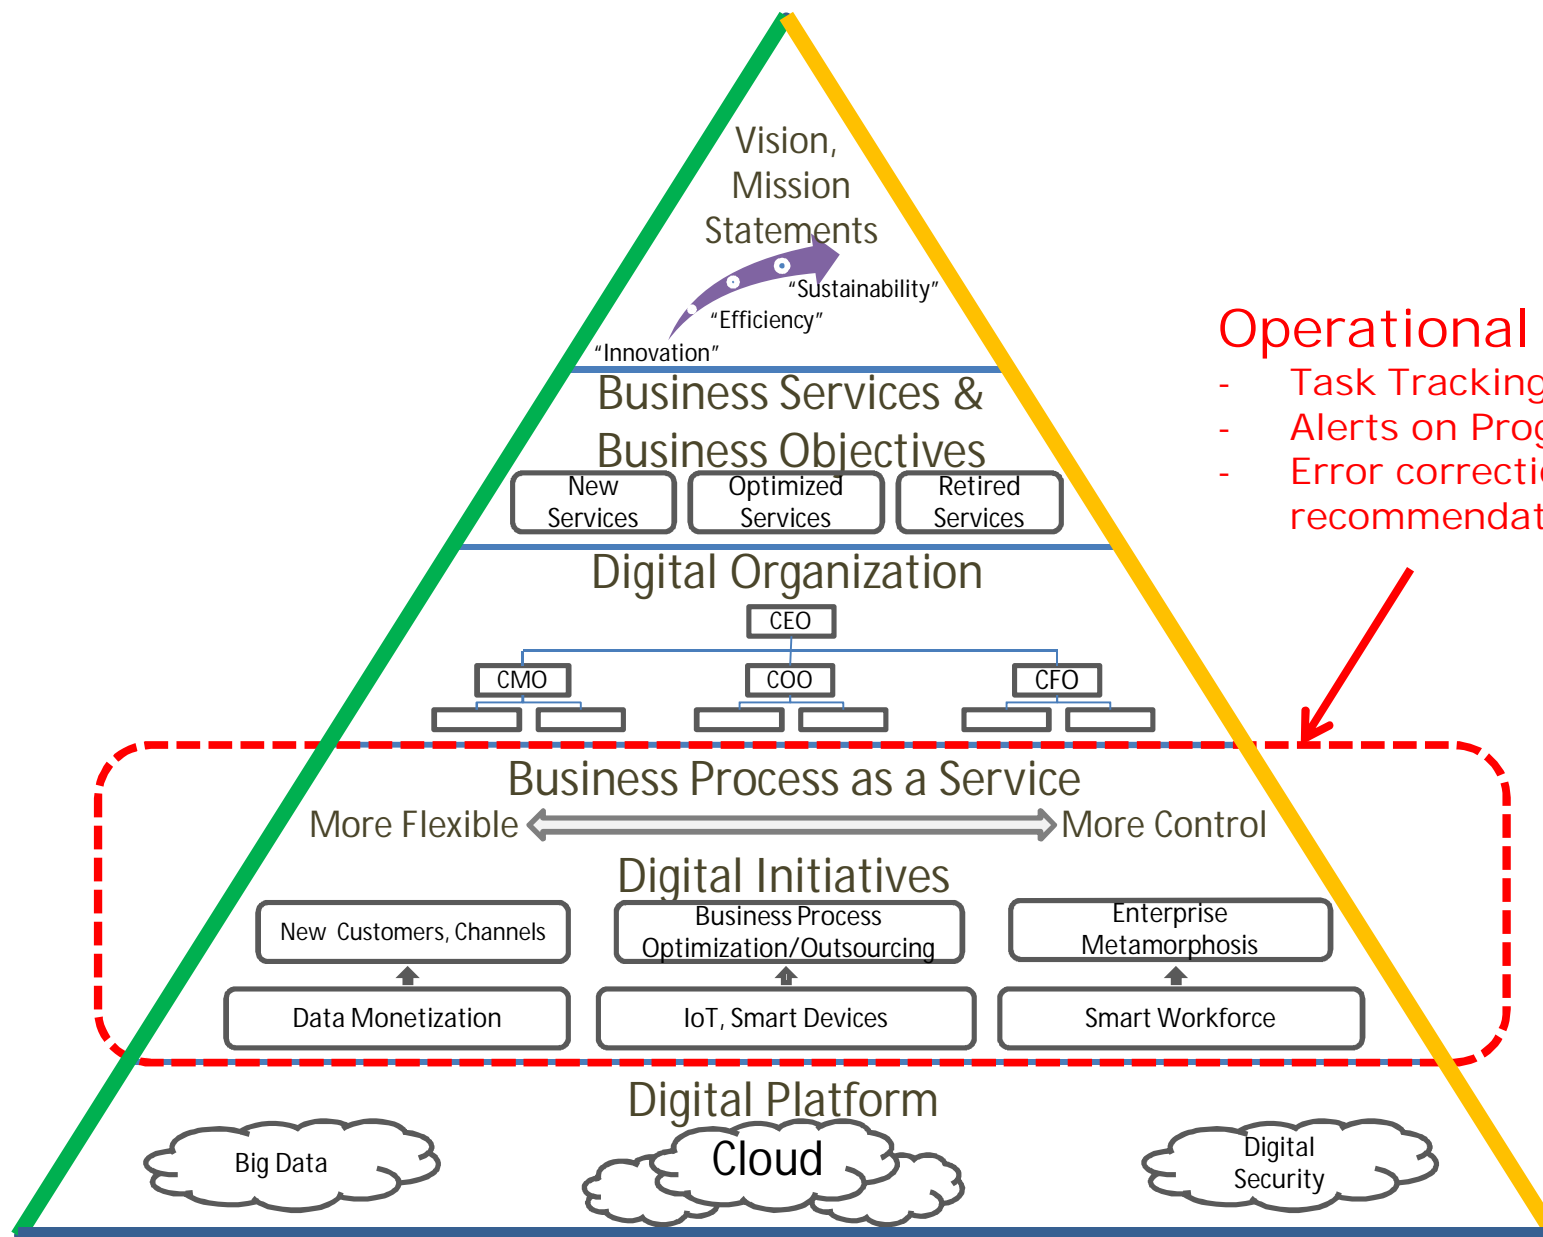 Vision,
Mission
Statements
“Sustainability”
“Efficiency”
“Innovation”
Operational
- Task Tracking
- Alerts on
- Error
Business Services &
Business Objectives
New
Services
Optimized
Services
Retired
Services
Digital Organization
CEO
CMO
COO
CFO
Business Process as a Service
More Flexible
More Control
Digital Initiatives
New Customers, Channels
Business Process
Optimization/Outsourcing
Enterprise
Metamorphosis
Data Monetization
IoT, Smart Devices
Smart Workforce
Digital Platform
Big Data
Cloud
Digital
Security